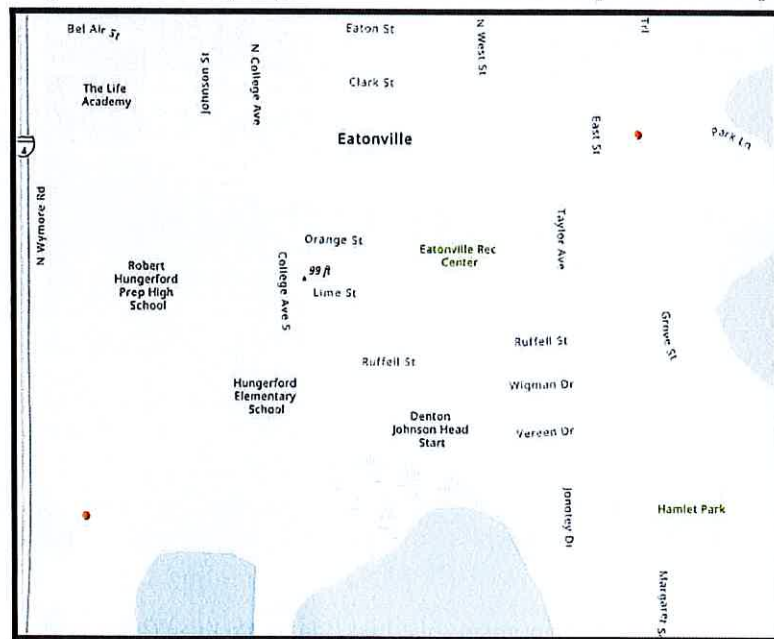 Bel Air St
Eaton St
N West St
Trl
N College Ave
Johnson St
Clark St
The Life
Academy
East St
Park Ln
Eatonville
4
N Wymore Rd
Taylor Ave
Orange St
Eatonville Rec
Center
Robert
Hungerford
Prep High
School
College Ave S
99 ft
Lime St
Grove St
Ruffell St
Ruffell St
Hungerford
Elementary
School
Wigman Dr
Denton
Johnson Head
Start
Vereen Dr
Jonotey Dr
Hamlet Park
Margaret S